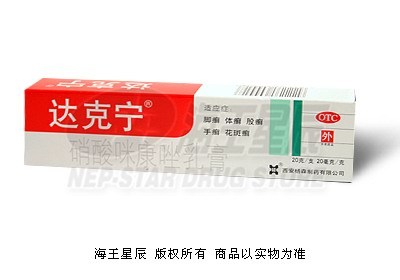 达克宁®
硝酸咪康唑乳膏
适应症:
脚癣 体癣 股癣
手癣 花斑癣
OTC
外
20克/支 20毫克/克
西安杨森制药有限公司
海王星辰
NEP-STAR DRUG STORE
海王星辰 版权所有 商品以实物为准